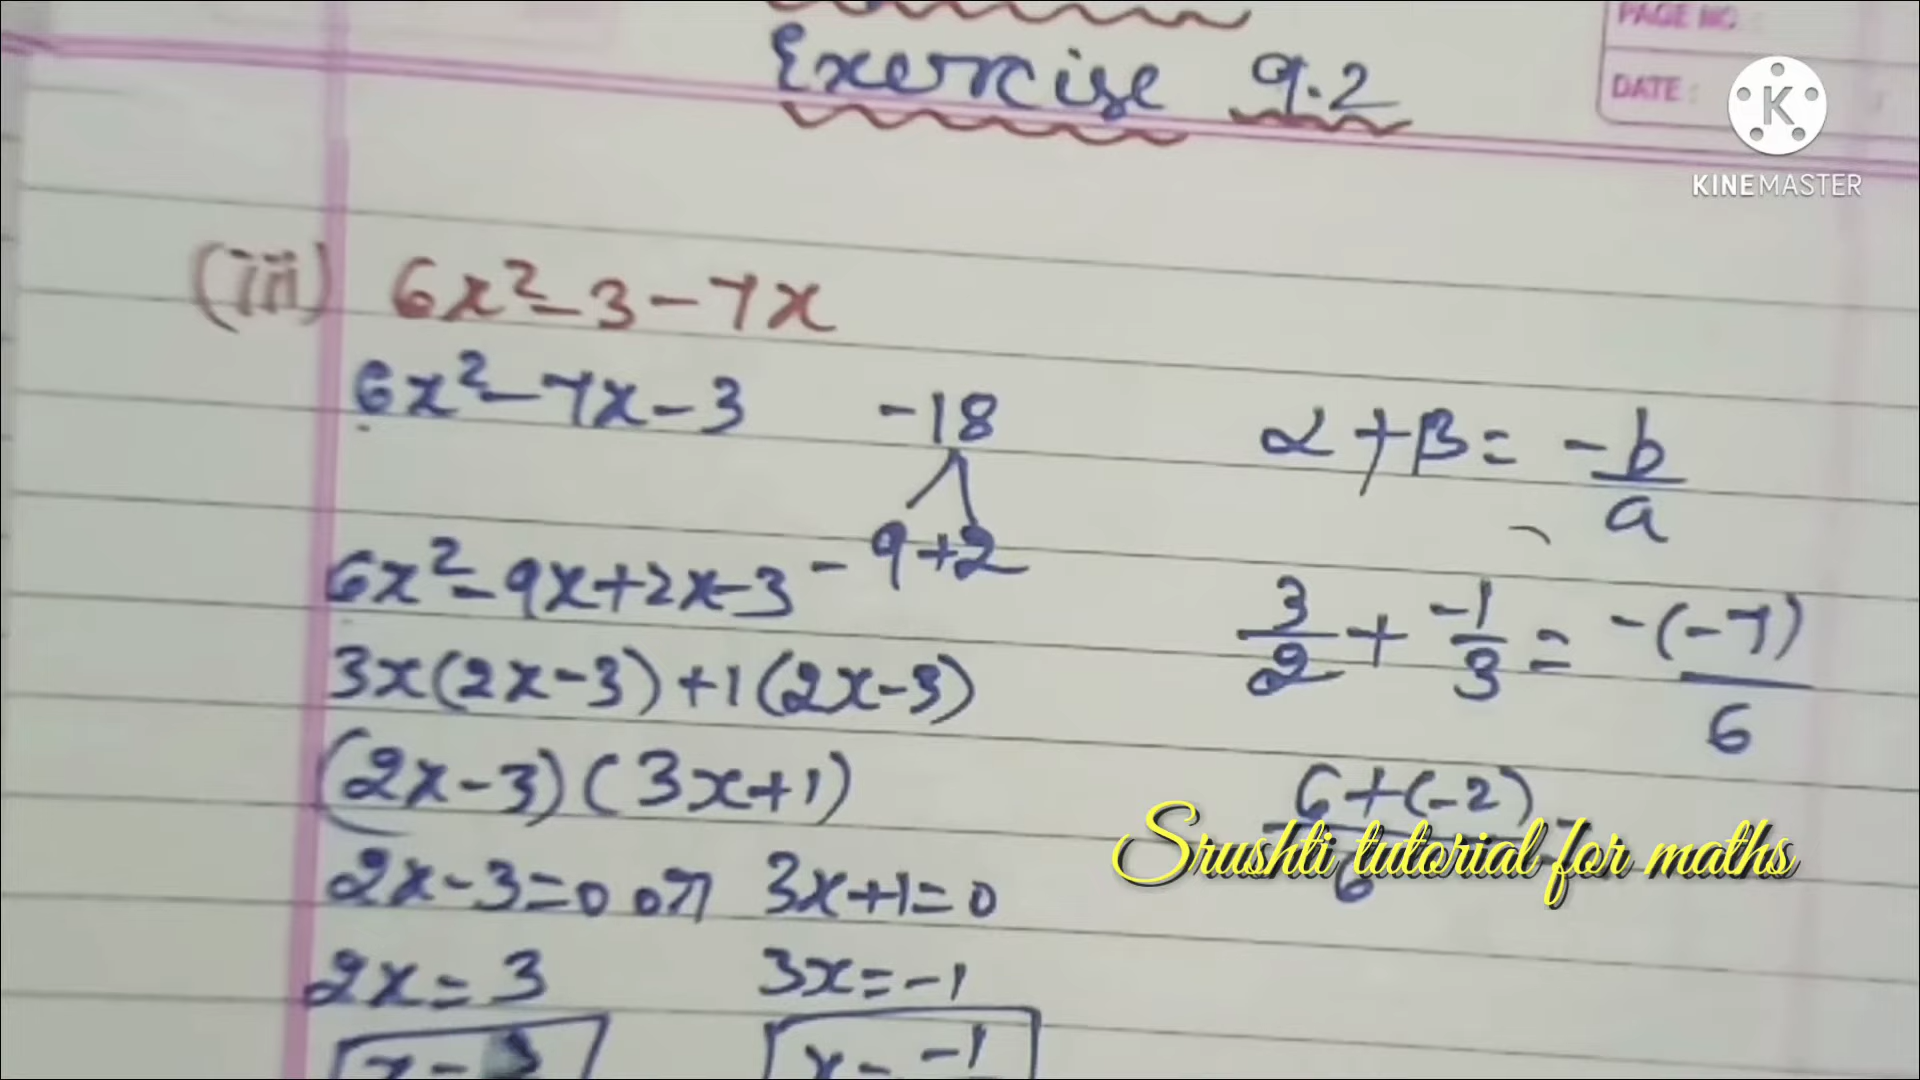 PAGE NO.
Exercise 9.2
DATE:
K
KINEMASTER
(iii) 6x² - 3 - 7x
6x² - 7x - 3
-18
- 9 + 2
6x² - 9x + 2x - 3
3x(2x - 3) + 1(2x - 3)
(2x - 3)(3x + 1)
2x - 3 = 0 or 3x + 1 = 0
2x = 3
3x = -1
α + β = -b/a
3/2 + -1/3 = -(-7)/6
6 + (-2)
6
Srushti tutorial for maths